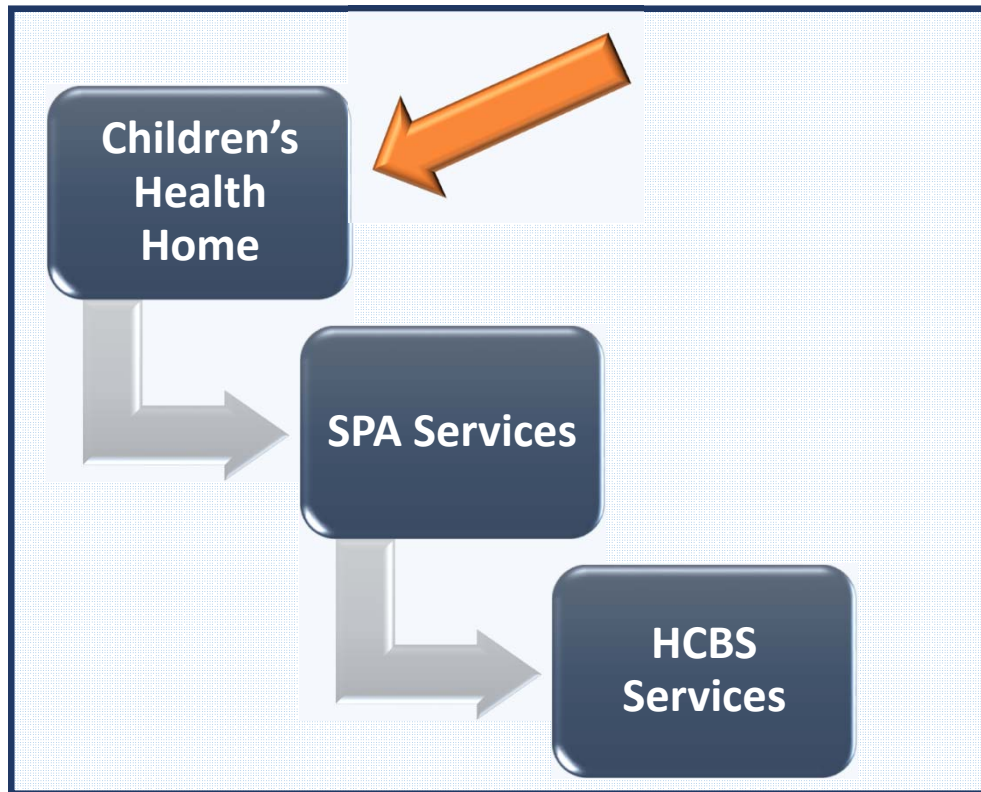 Children’s
Health
Home
SPA Services
HCBS
Services